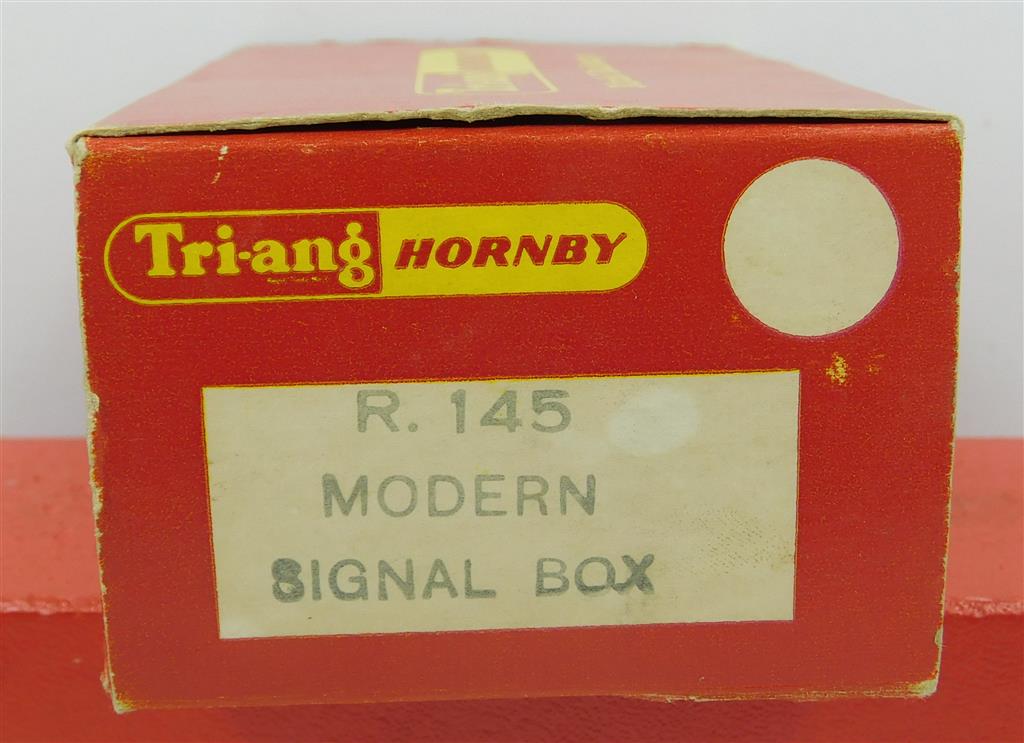 Tri-ang HORNBY
R. 145
MODERN
SIGNAL BOX